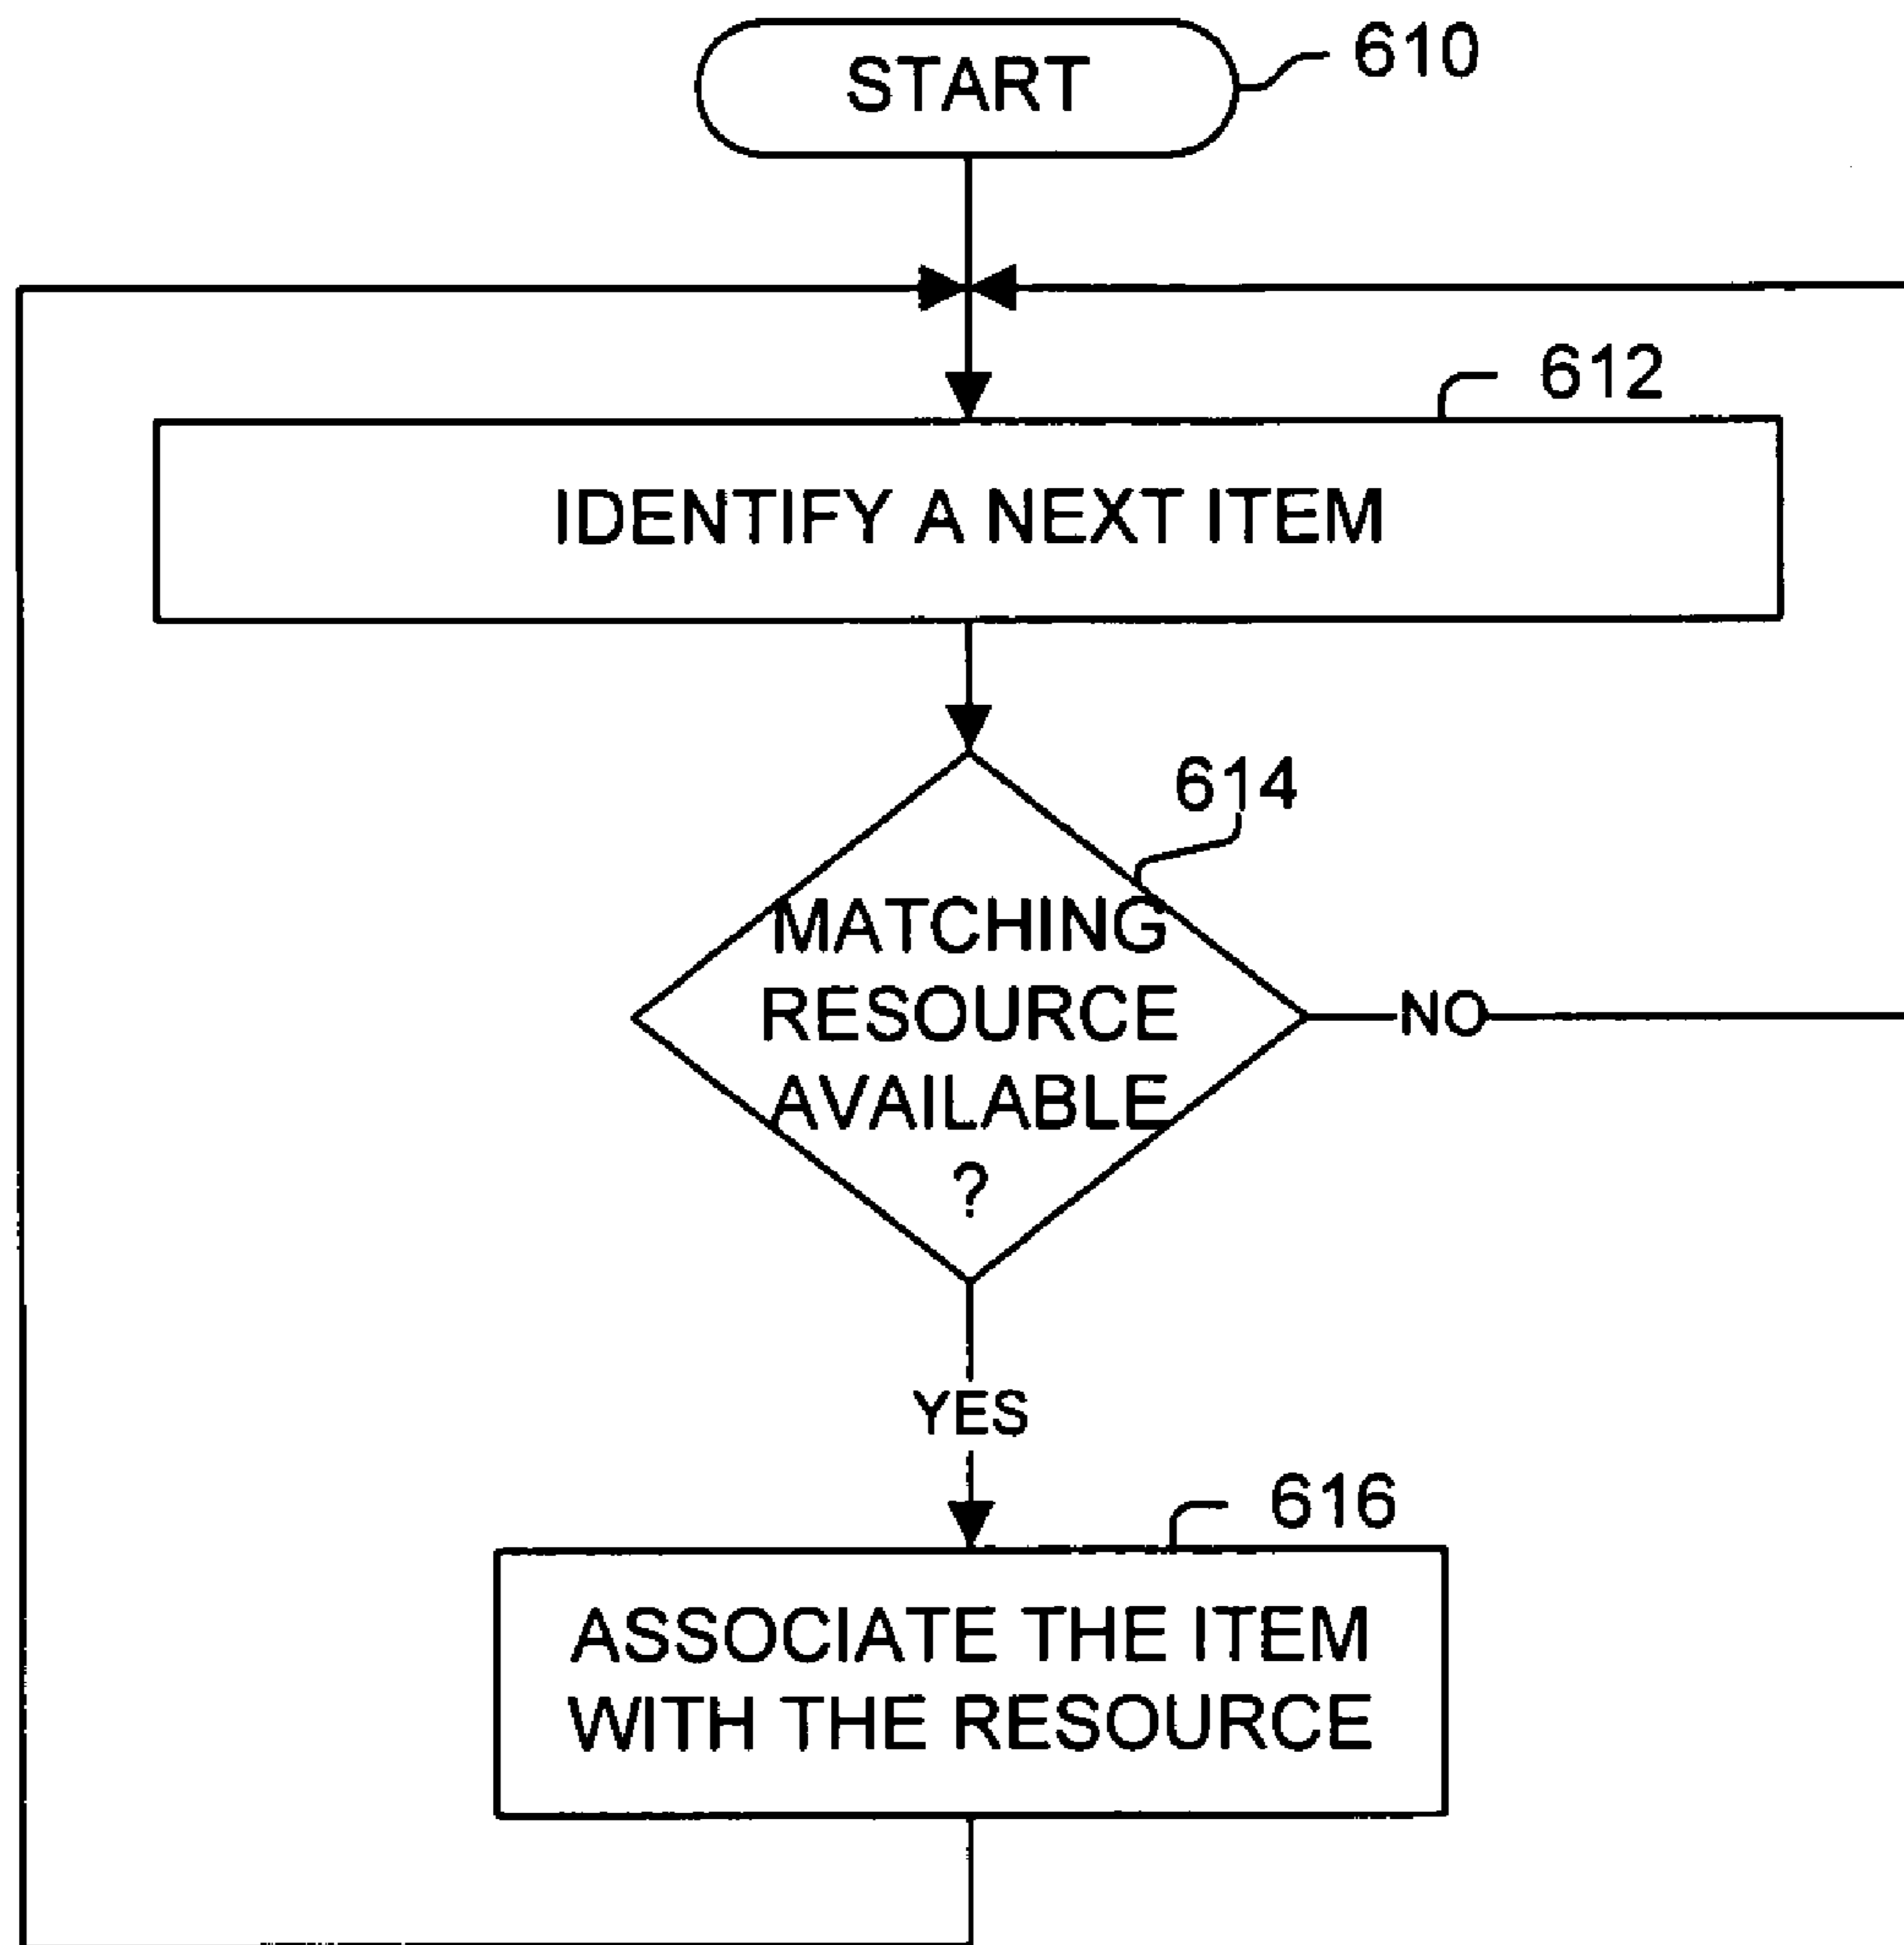 START
610
612
IDENTIFY A NEXT ITEM
614
MATCHING
RESOURCE
AVAILABLE
?
NO
YES
616
ASSOCIATE THE ITEM
WITH THE RESOURCE